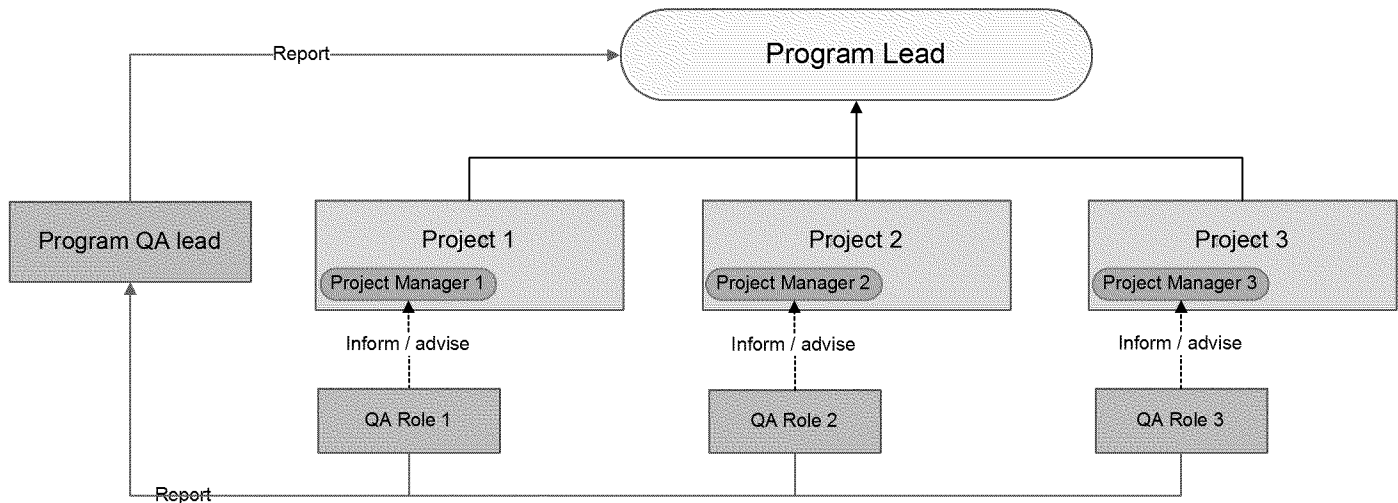 Program Lead
Report
Program QA lead
Project 1
Project 2
Project 3
Project Manager 1
Project Manager 2
Project Manager 3
Inform / advise
Inform / advise
Inform / advise
QA Role 1
QA Role 2
QA Role 3
Report